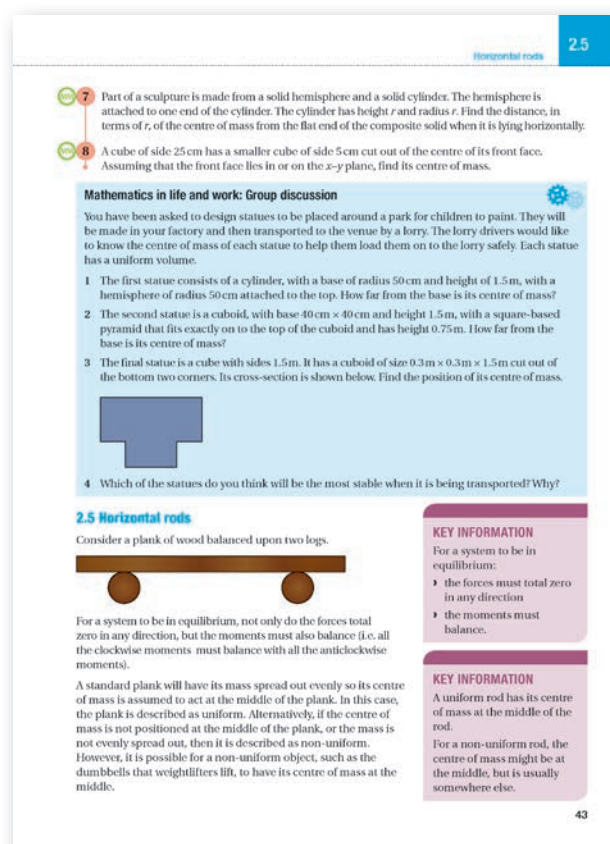 2.5
Horizontal rods
7 Part of a sculpture is made from a solid hemisphere and a solid cylinder. The hemisphere is
attached to one end of the cylinder. The cylinder has height r and radius r. Find the distance, in
terms of r, of the centre of mass from the flat end of the composite solid when it is lying horizontally.
8 A cube of side 25 cm has a smaller cube of side 5 cm cut out of the centre of its front face.
Assuming that the front face lies in or on the x–y plane, find its centre of mass.
Mathematics in life and work: Group discussion
You have been asked to design statues to be placed around a park for children to paint. They will
be made in your factory and then transported to the venue by a lorry. The lorry drivers would like
to know the centre of mass of each statue to help them load them on to the lorry safely. Each statue
has a uniform volume.
1 The first statue consists of a cylinder, with a base of radius 50 cm and height of 1.5 m, with a
hemisphere of radius 50 cm attached to the top. How far from the base is its centre of mass?
2 The second statue is a cuboid, with base 40 cm × 40 cm and height 1.5 m, with a square-based
pyramid that fits exactly on to the top of the cuboid and has height 0.75 m. How far from the
base is its centre of mass?
3 The final statue is a cube with sides 1.5 m. It has a cuboid of size 0.3 m × 0.3 m × 1.5 m cut out of
the bottom two corners. Its cross-section is shown below. Find the position of its centre of mass.
4 Which of the statues do you think will be the most stable when it is being transported? Why?
2.5 Horizontal rods
Consider a plank of wood balanced upon two logs.
For a system to be in equilibrium, not only do the forces total
zero in any direction, but the moments must also balance (i.e. all
the clockwise moments must balance with all the anticlockwise
moments).
A standard plank will have its mass spread out evenly so its centre
of mass is assumed to act at the middle of the plank. In this case,
the plank is described as uniform. Alternatively, if the centre of
mass is not positioned at the middle of the plank, or the mass is
not evenly spread out, then it is described as non-uniform.
However, it is possible for a non-uniform object, such as the
dumbbells that weightlifters lift, to have its centre of mass at the
middle.
KEY INFORMATION
For a system to be in
equilibrium:
› the forces must total zero
in any direction
› the moments must
balance.
KEY INFORMATION
A uniform rod has its centre
of mass at the middle of the
rod.
For a non-uniform rod, the
centre of mass might be at
the middle, but is usually
somewhere else.
43